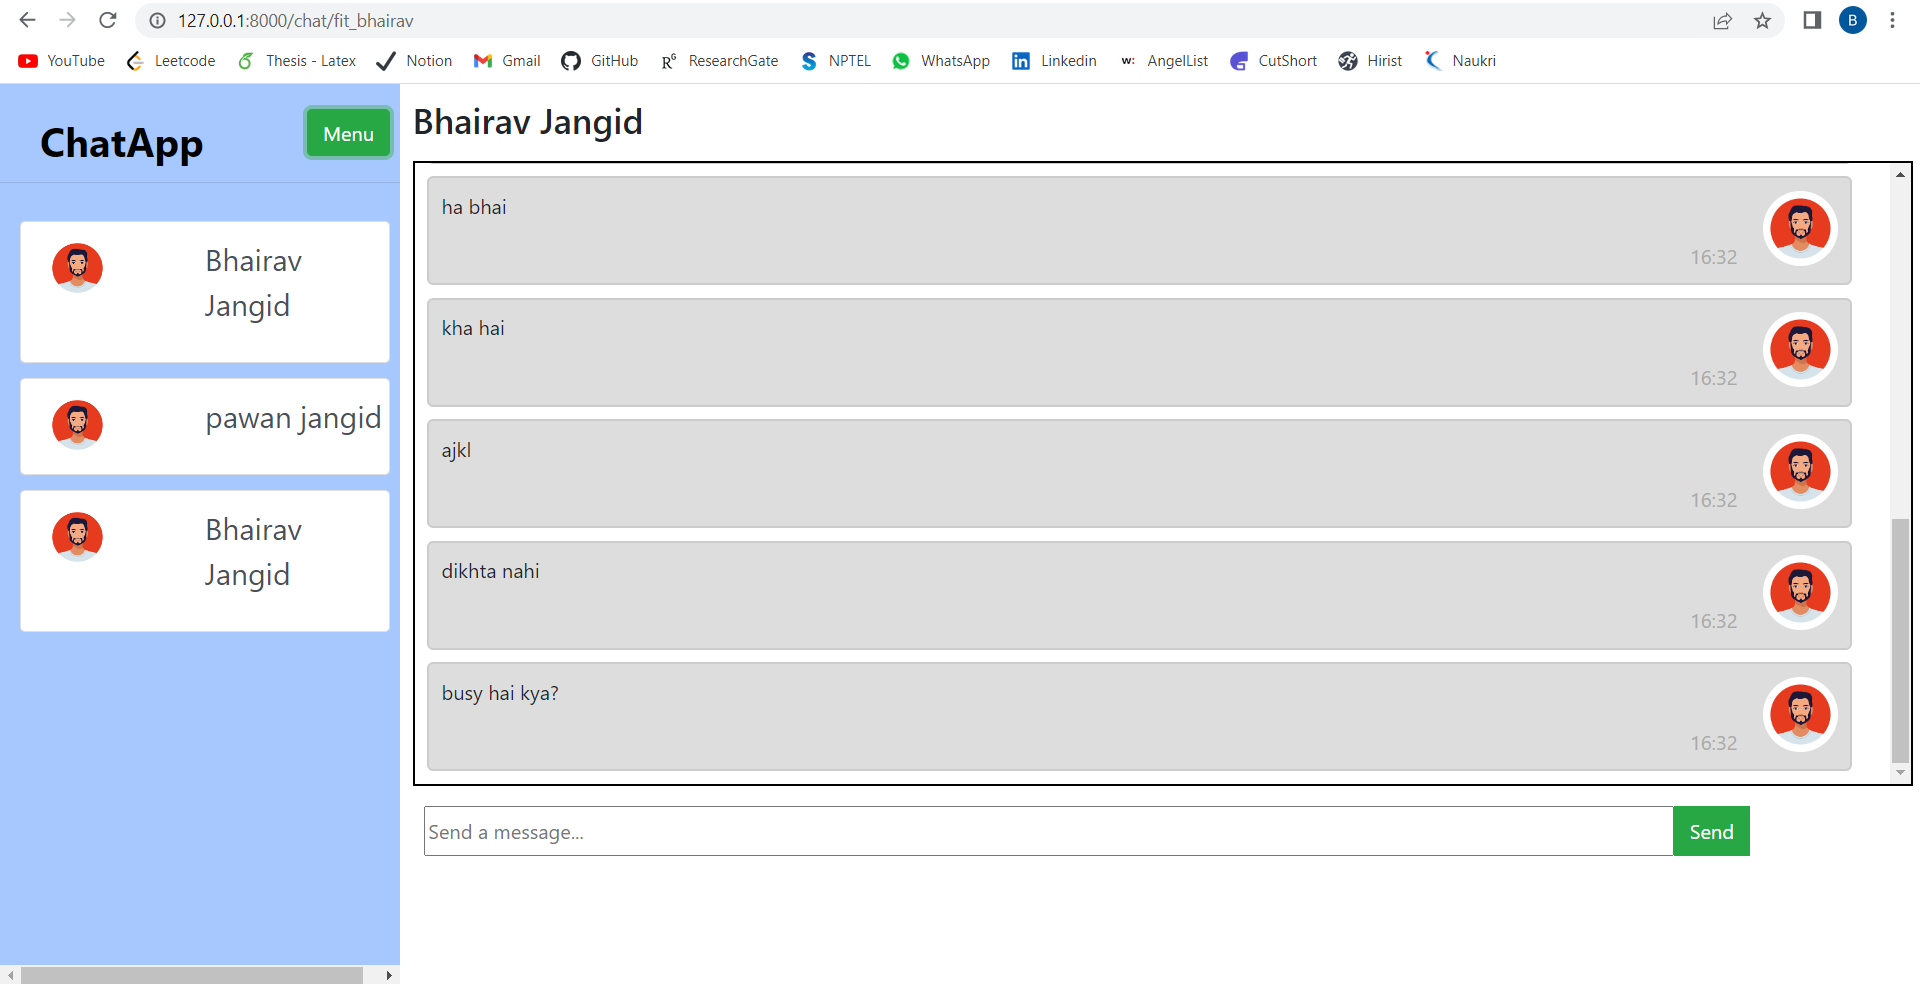 127.0.0.1:8000/chat/fit_bhairav
B
YouTube Leetcode Thesis - Latex Notion Gmail GitHub ResearchGate NPTEL WhatsApp Linkedin AngelList CutShort Hirist Naukri
ChatApp
Menu
Bhairav
Jangid
pawan jangid
Bhairav
Jangid
Bhairav Jangid
ha bhai
16:32
kha hai
16:32
ajkl
16:32
dikhta nahi
16:32
busy hai kya?
16:32
Send a message...
Send